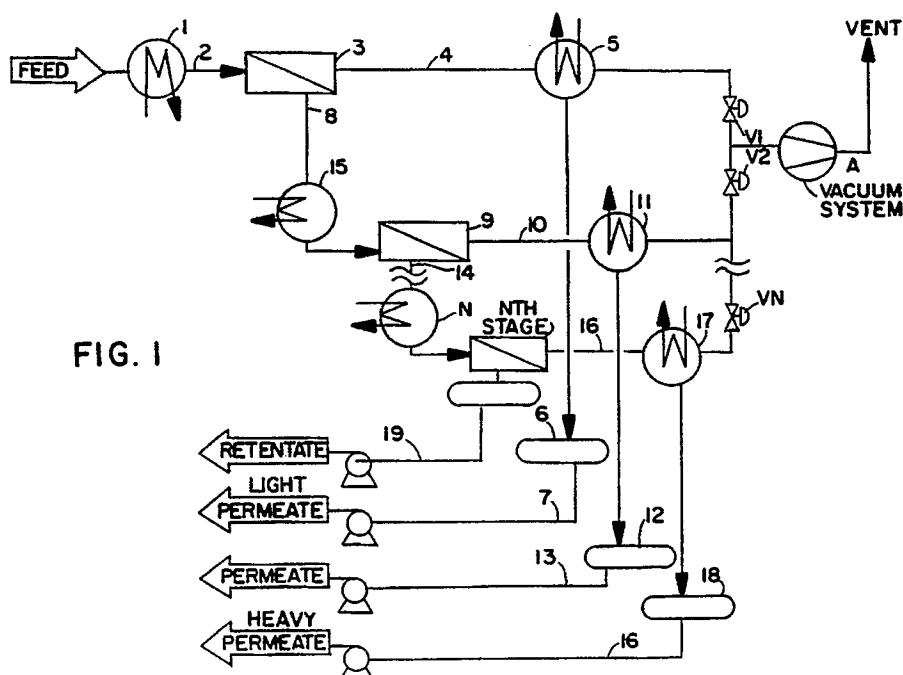 FEED
1
2
3
4
5
VENT
8
V1
V2
A
VACUUM
SYSTEM
15
9
10
11
14
N
NTH
STAGE
16
17
VN
FIG. 1
6
RETENTATE
19
LIGHT
PERMEATE
7
12
PERMEATE
13
18
HEAVY
PERMEATE
16